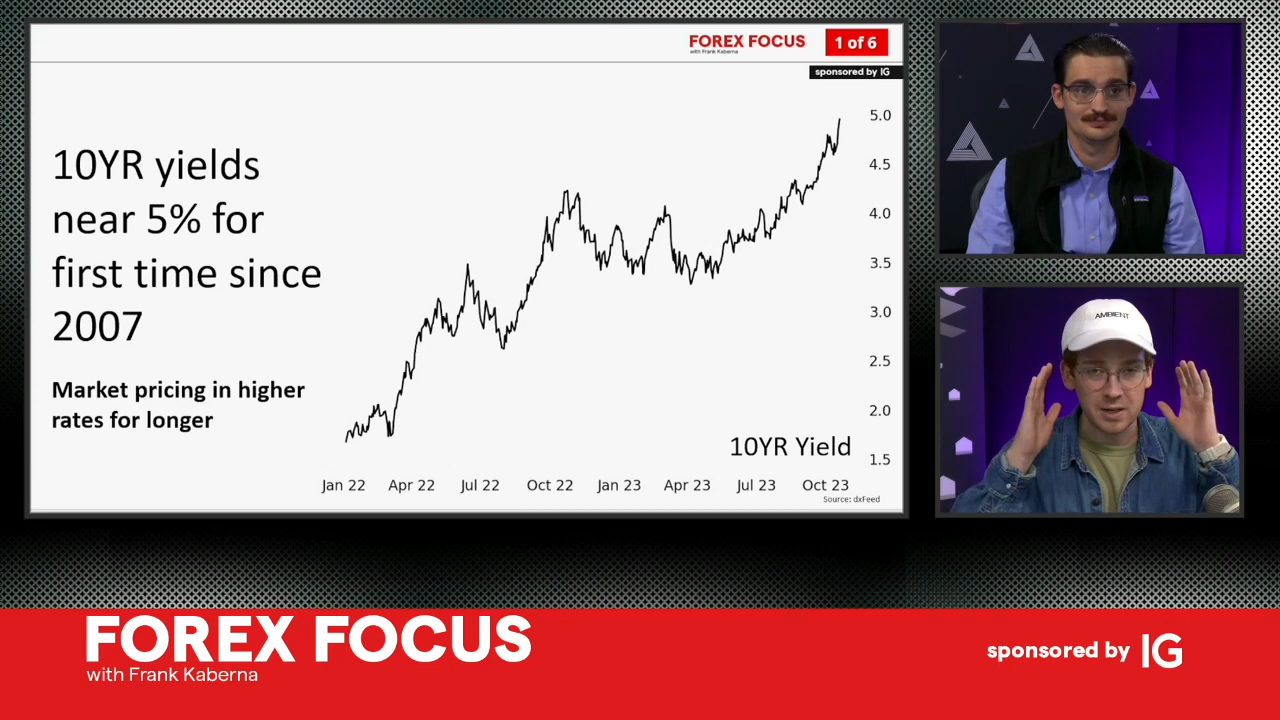 FOREX FOCUS
with Frank Kaberna
1 of 6
sponsored by IG
10YR yields
near 5% for
first time since
2007
Market pricing in higher
rates for longer
5.0
4.5
4.0
3.5
3.0
2.5
2.0
1.5
10YR Yield
Jan 22 Apr 22 Jul 22 Oct 22 Jan 23 Apr 23 Jul 23 Oct 23
Source: dxFeed
AMBIENT
FOREX FOCUS
with Frank Kaberna
sponsored by IG